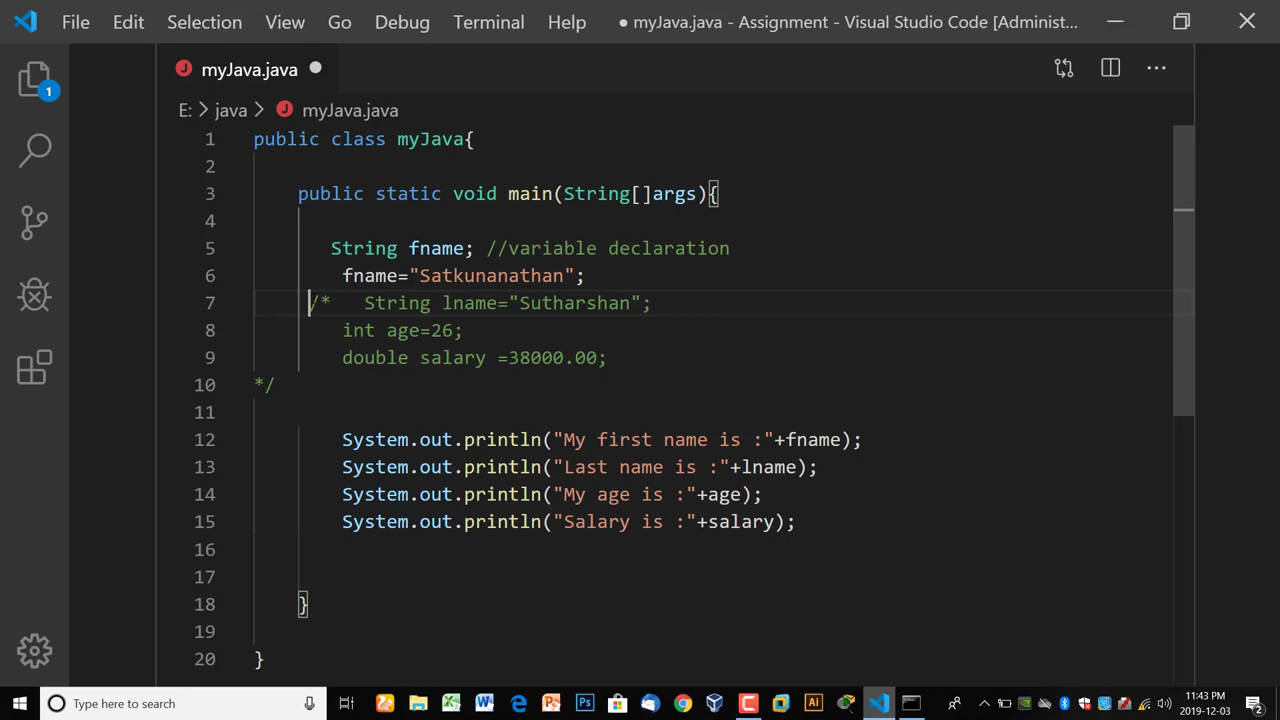 File Edit Selection View Go Debug Terminal Help ● myJava.java - Assignment - Visual Studio Code [Administ...
myJava.java
E: > java > myJava.java
1 public class myJava{
2
3 public static void main(String[]args){
4
5 String fname; //variable declaration
6 fname="Satkunanathan";
7 /* String lname="Sutharshan";
8 int age=26;
9 double salary =38000.00;
10 */
11
12 System.out.println("My first name is :"+fname);
13 System.out.println("Last name is :"+lname);
14 System.out.println("My age is :"+age);
15 System.out.println("Salary is :"+salary);
16
17
18 }
19
20 }
1
Type here to search
Ps
Ai
11:43 PM
2019-12-03
2